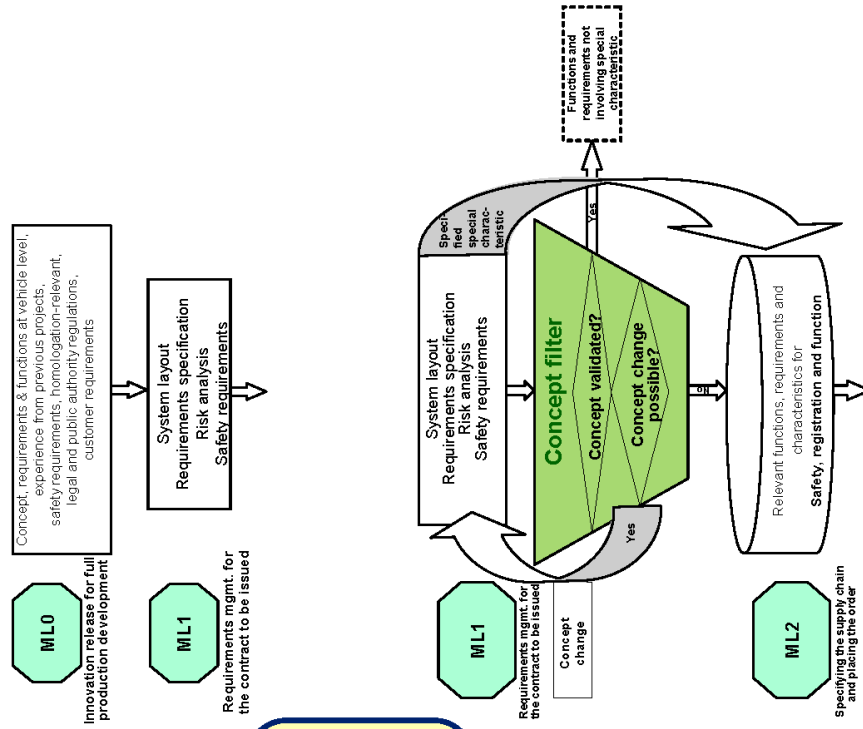 ML0
Innovation release for full
production development
Concept, requirements & functions at vehicle level,
experience from previous projects,
safety requirements, homologation-relevant,
legal and public authority regulations,
customer requirements
ML1
Requirements mgmt. for
the contract to be issued
System layout
Requirements specification
Risk analysis
Safety requirements
ML1
Requirements mgmt. for
the contract to be issued
System layout
Requirements specification
Risk analysis
Safety requirements
Speci-
fied
special
charac-
teristic
Concept
change
Yes
Concept filter
Concept validated?
Concept change
possible?
Yes
Functions and
requirements not
involving special
characteristic
No
ML2
Specifying the supply chain
and placing the order
Relevant functions, requirements and
characteristics for
Safety, registration and function